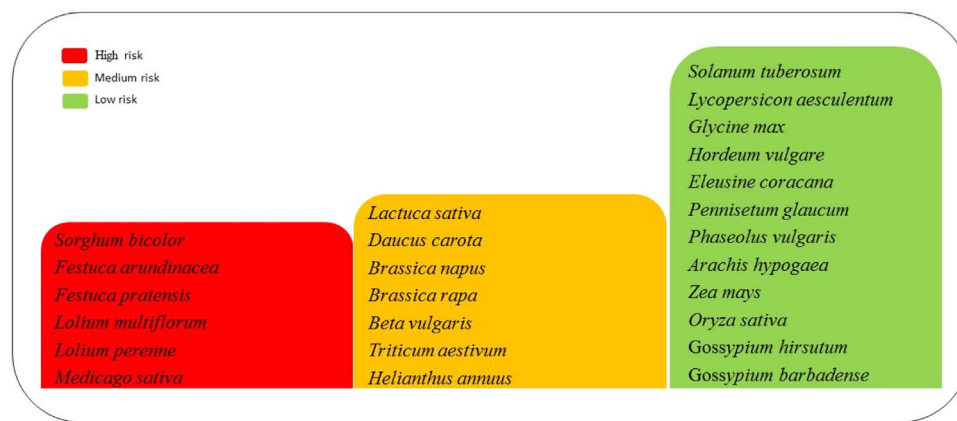 High risk
Medium risk
Low risk
Sorghum bicolor
Festuca arundinacea
Festuca pratensis
Lolium multiflorum
Lolium perenne
Medicago sativa
Lactuca sativa
Daucus carota
Brassica napus
Brassica rapa
Beta vulgaris
Triticum aestivum
Helianthus annuus
Solanum tuberosum
Lycopersicon aesculentum
Glycine max
Hordeum vulgare
Eleusine coracana
Pennisetum glaucum
Phaseolus vulgaris
Arachis hypogaea
Zea mays
Oryza sativa
Gossypium hirsutum
Gossypium barbadense